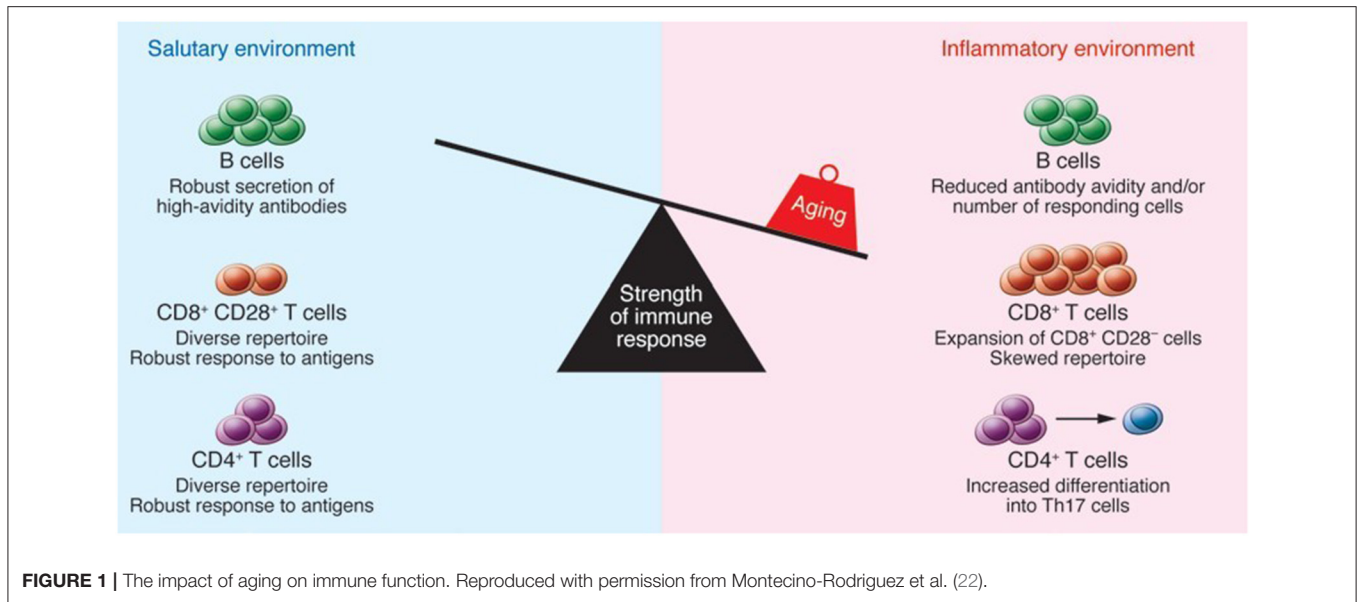 Salutary environment
B cells
Robust secretion of
high-avidity antibodies
CD8⁺ CD28⁺ T cells
Diverse repertoire
Robust response to antigens
CD4⁺ T cells
Diverse repertoire
Robust response to antigens
Aging
Strength
of immune
response
Inflammatory environment
B cells
Reduced antibody avidity and/or
number of responding cells
CD8⁺ T cells
Expansion of CD8⁺ CD28⁻ cells
Skewed repertoire
CD4⁺ T cells
Increased differentiation
into Th17 cells
FIGURE 1 | The impact of aging on immune function. Reproduced with permission from Montecino-Rodriguez et al. (22).